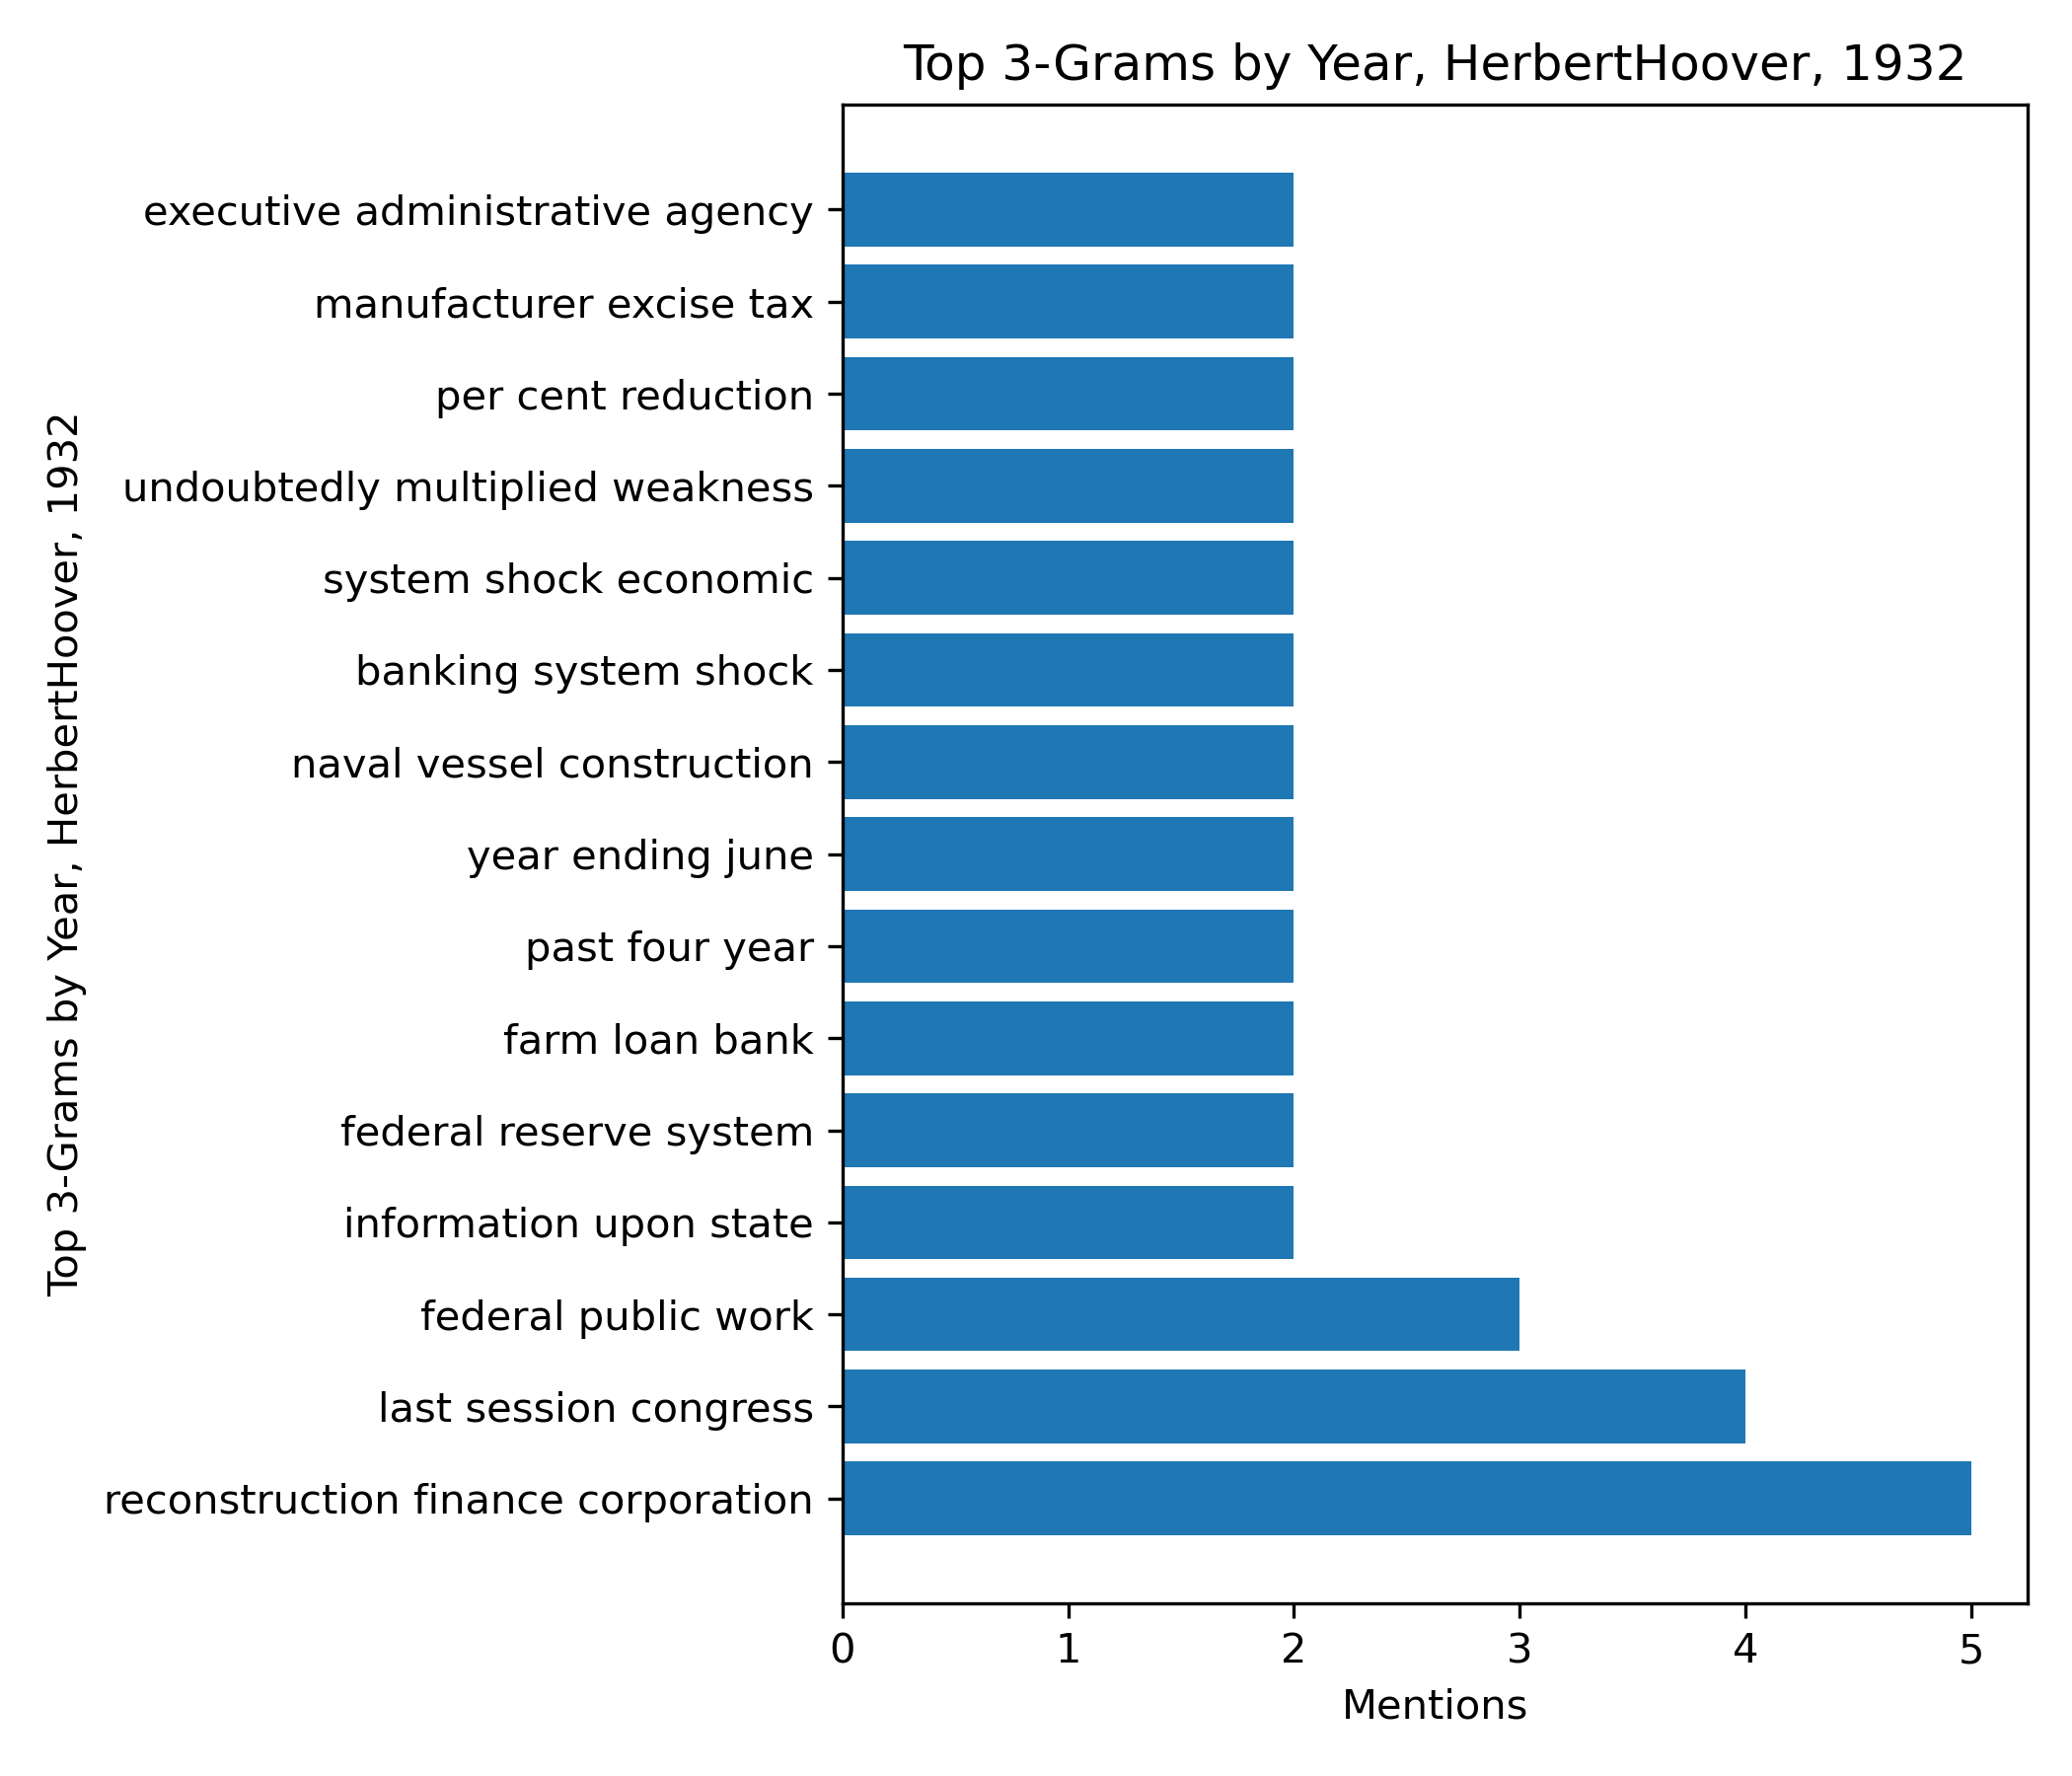 Top 3-Grams by Year, HerbertHoover, 1932
Top 3-Grams by Year, HerbertHoover, 1932
executive administrative agency
manufacturer excise tax
per cent reduction
undoubtedly multiplied weakness
system shock economic
banking system shock
naval vessel construction
year ending june
past four year
farm loan bank
federal reserve system
information upon state
federal public work
last session congress
reconstruction finance corporation
0 1 2 3 4 5
Mentions